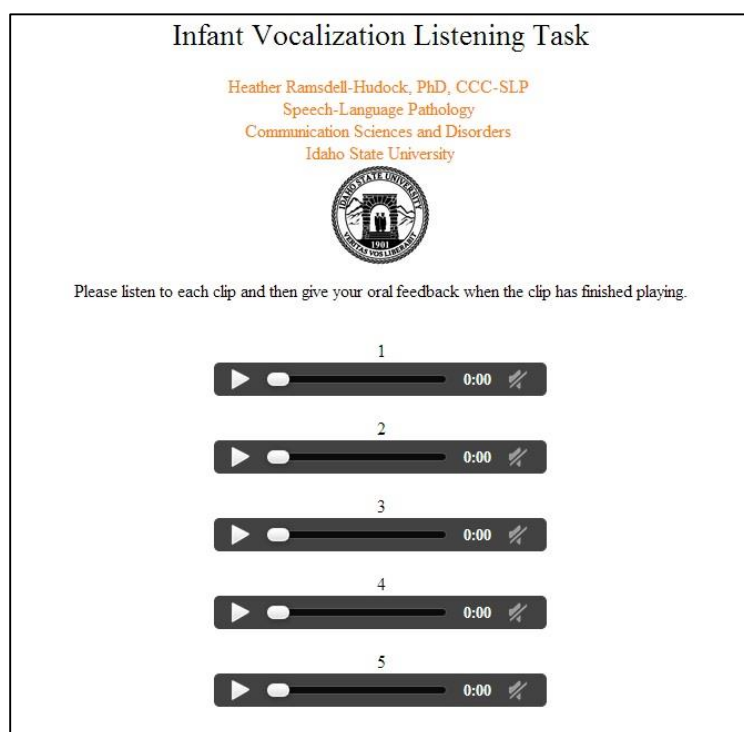 Infant Vocalization Listening Task
Heather Ramsdell-Hudock, PhD, CCC-SLP
Speech-Language Pathology
Communication Sciences and Disorders
Idaho State University
IDAHO STATE UNIVERSITY
1901
VERITAS VOS LIBERABIT
Please listen to each clip and then give your oral feedback when the clip has finished playing.
1
0:00
2
0:00
3
0:00
4
0:00
5
0:00